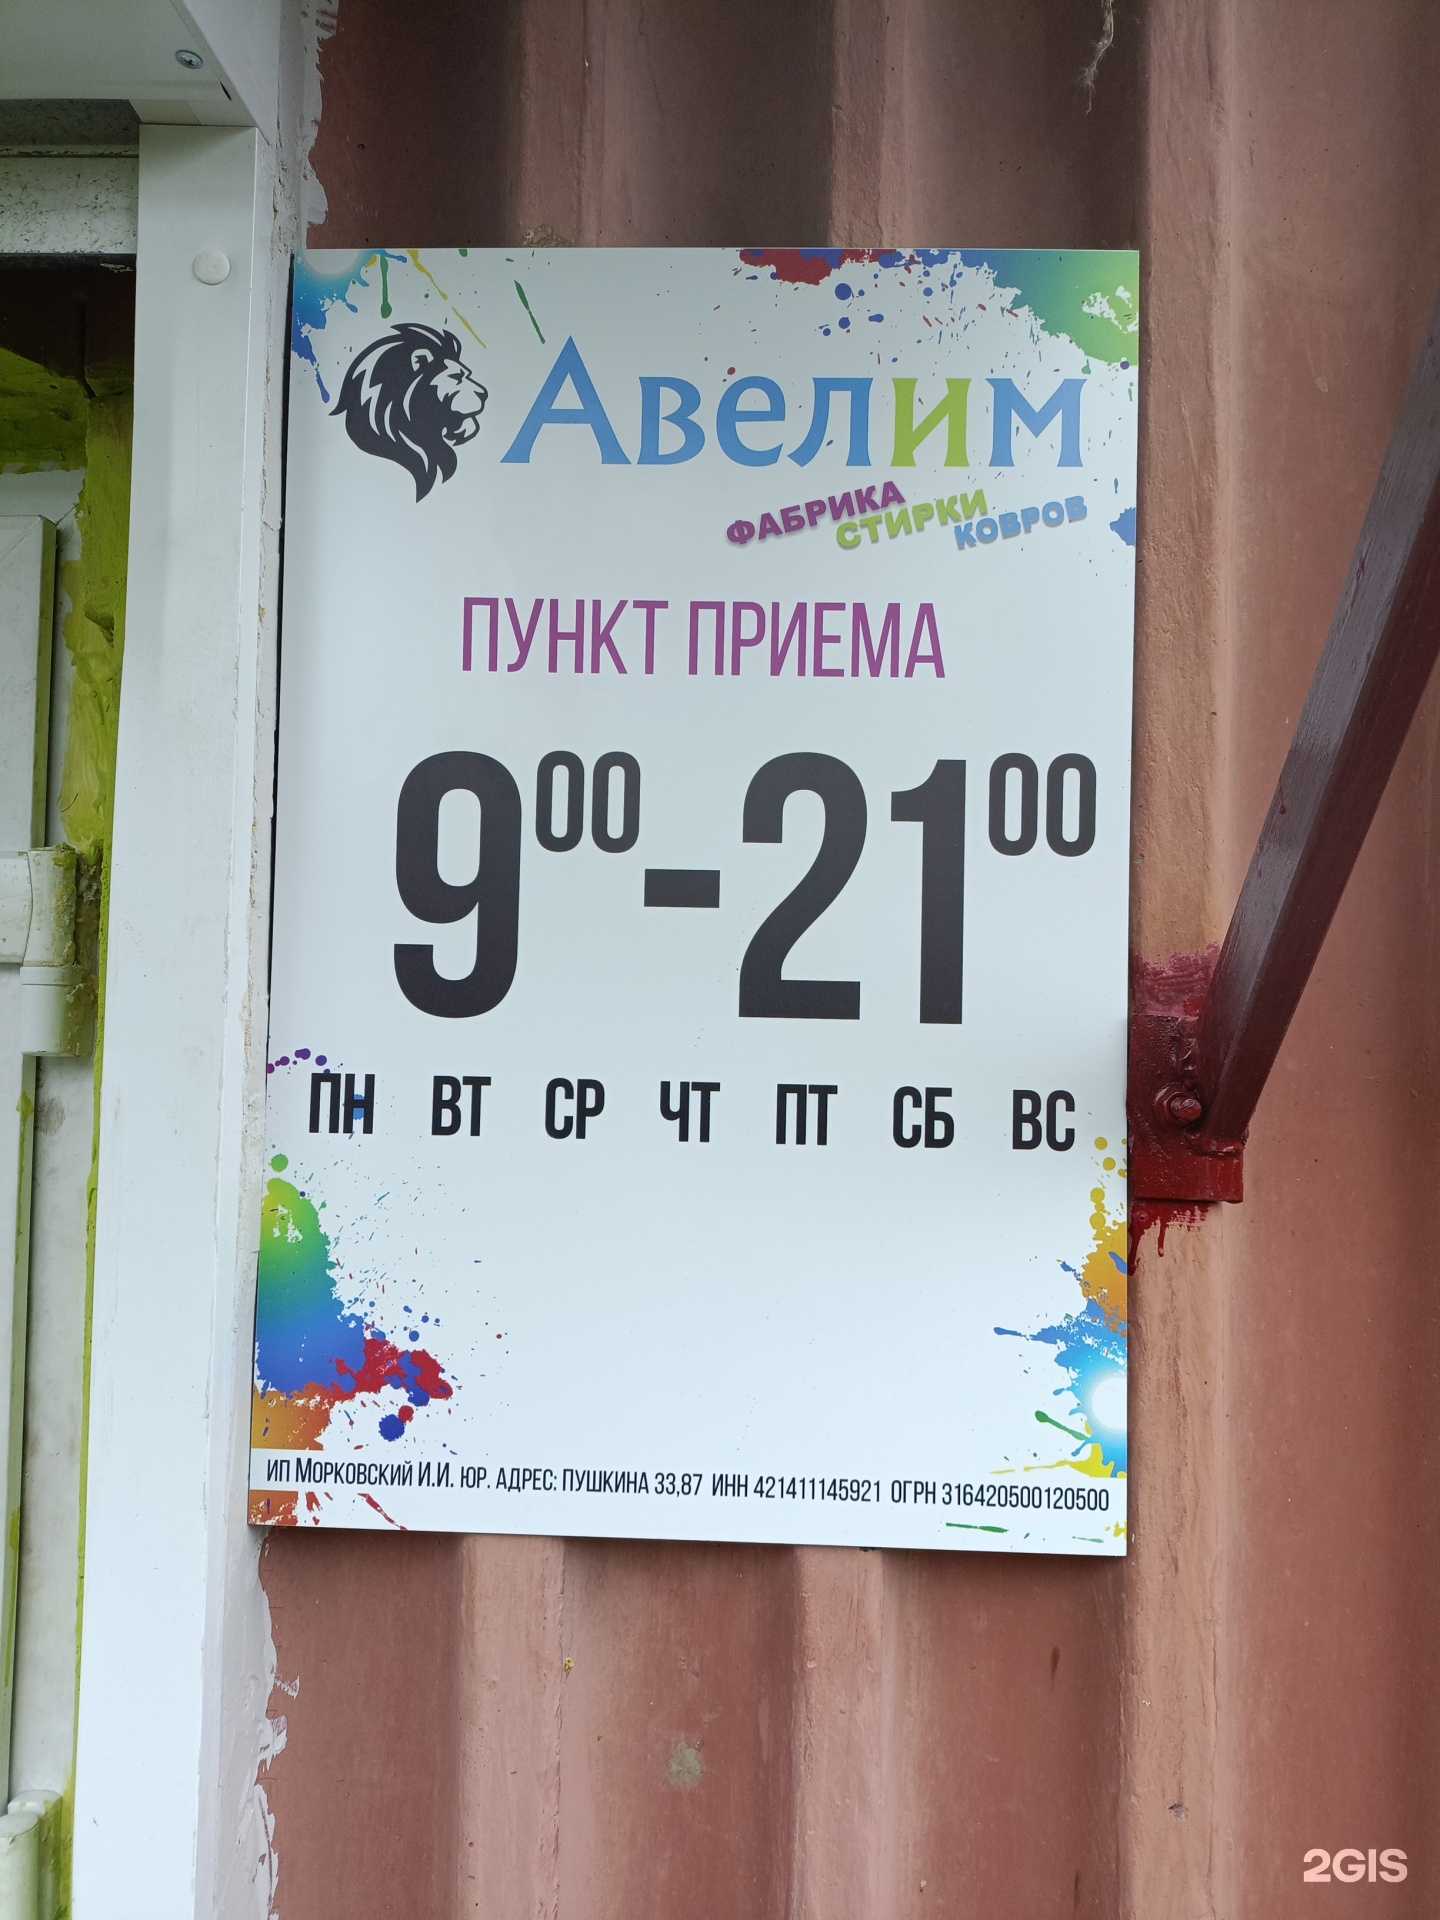 Авелим
ФАБРИКА
СТИРКИ
КОВРОВ
ПУНКТ ПРИЕМА
9⁰⁰-21⁰⁰
ПН ВТ СР ЧТ ПТ СБ ВС
ИП МОРКОВСКИЙ И.И. ЮР. АДРЕС: ПУШКИНА 33,87 ИНН 421411145921 ОГРН 316420500120500
2GIS